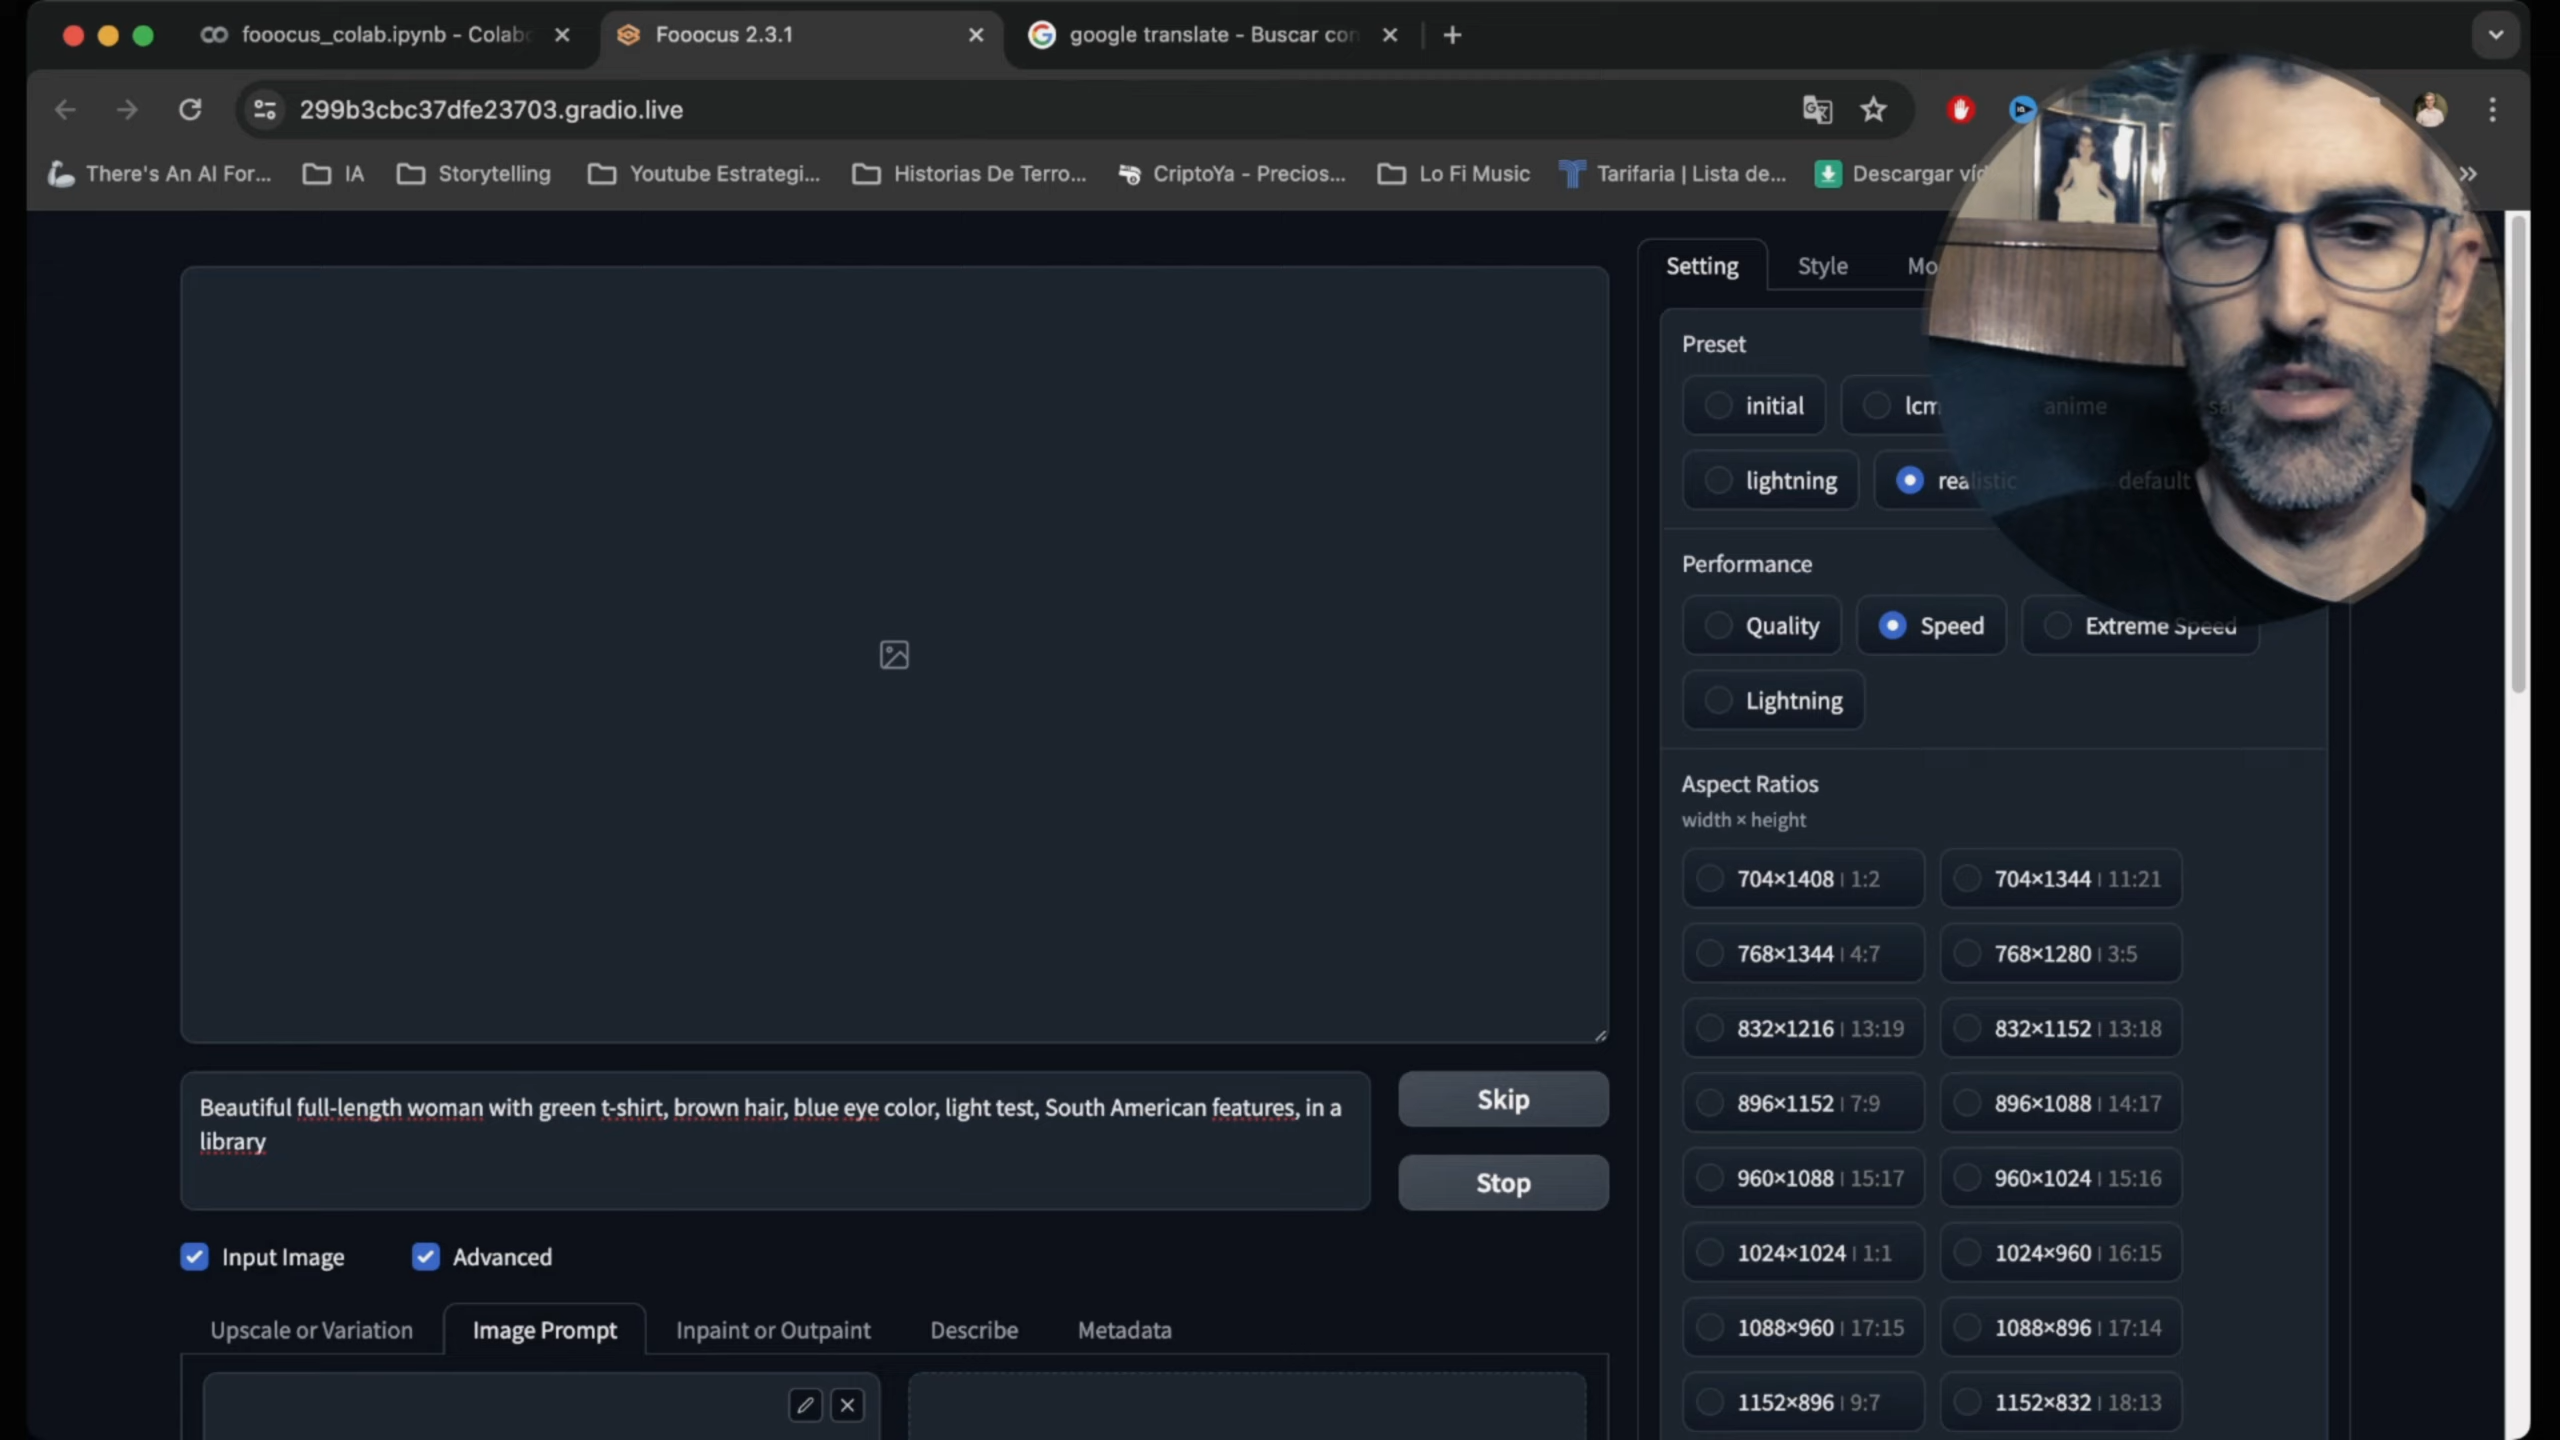 fooocus_colab.ipynb - Colab
Fooocus 2.3.1
google translate - Buscar con
299b3cbc37dfe23703.gradio.live
There's An AI For...
IA
Storytelling
Youtube Estrategi...
Historias De Terro...
CriptoYa - Precios...
Lo Fi Music
Tarifaria | Lista de...
Descargar víd
Setting
Style
Mo
Preset
initial
lcm
anime
sai
lightning
realistic
default
Performance
Quality
Speed
Extreme Speed
Lightning
Aspect Ratios
width × height
704×1408 | 1:2
704×1344 | 11:21
768×1344 | 4:7
768×1280 | 3:5
832×1216 | 13:19
832×1152 | 13:18
896×1152 | 7:9
896×1088 | 14:17
960×1088 | 15:17
960×1024 | 15:16
1024×1024 | 1:1
1024×960 | 16:15
1088×960 | 17:15
1088×896 | 17:14
1152×896 | 9:7
1152×832 | 18:13
Beautiful full-length woman with green t-shirt, brown hair, blue eye color, light test, South American features, in a
library
Skip
Stop
Input Image
Advanced
Upscale or Variation
Image Prompt
Inpaint or Outpaint
Describe
Metadata